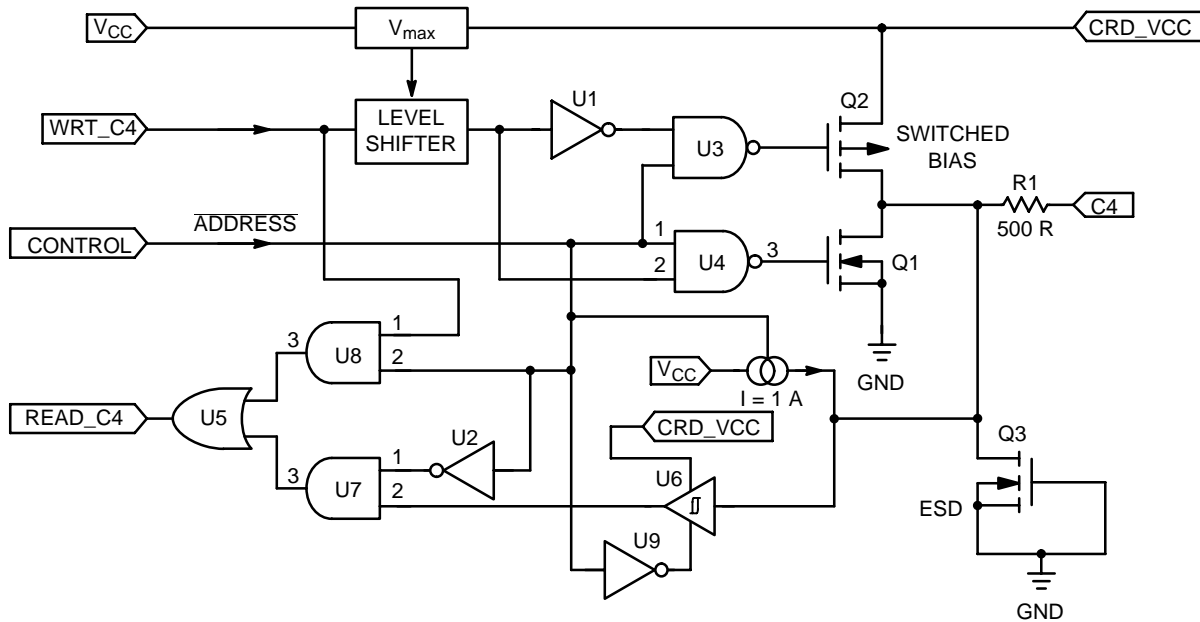 VCC
Vmax
CRD_VCC
WRT_C4
LEVEL
SHIFTER
U1
U3
Q2
SWITCHED
BIAS
R1
500 R
C4
CONTROL
ADDRESS
1
2
U4
3
Q1
GND
3
U8
1
2
VCC
I = 1 A
READ_C4
U5
CRD_VCC
U2
3
U7
1
2
U6
U9
Q3
ESD
GND